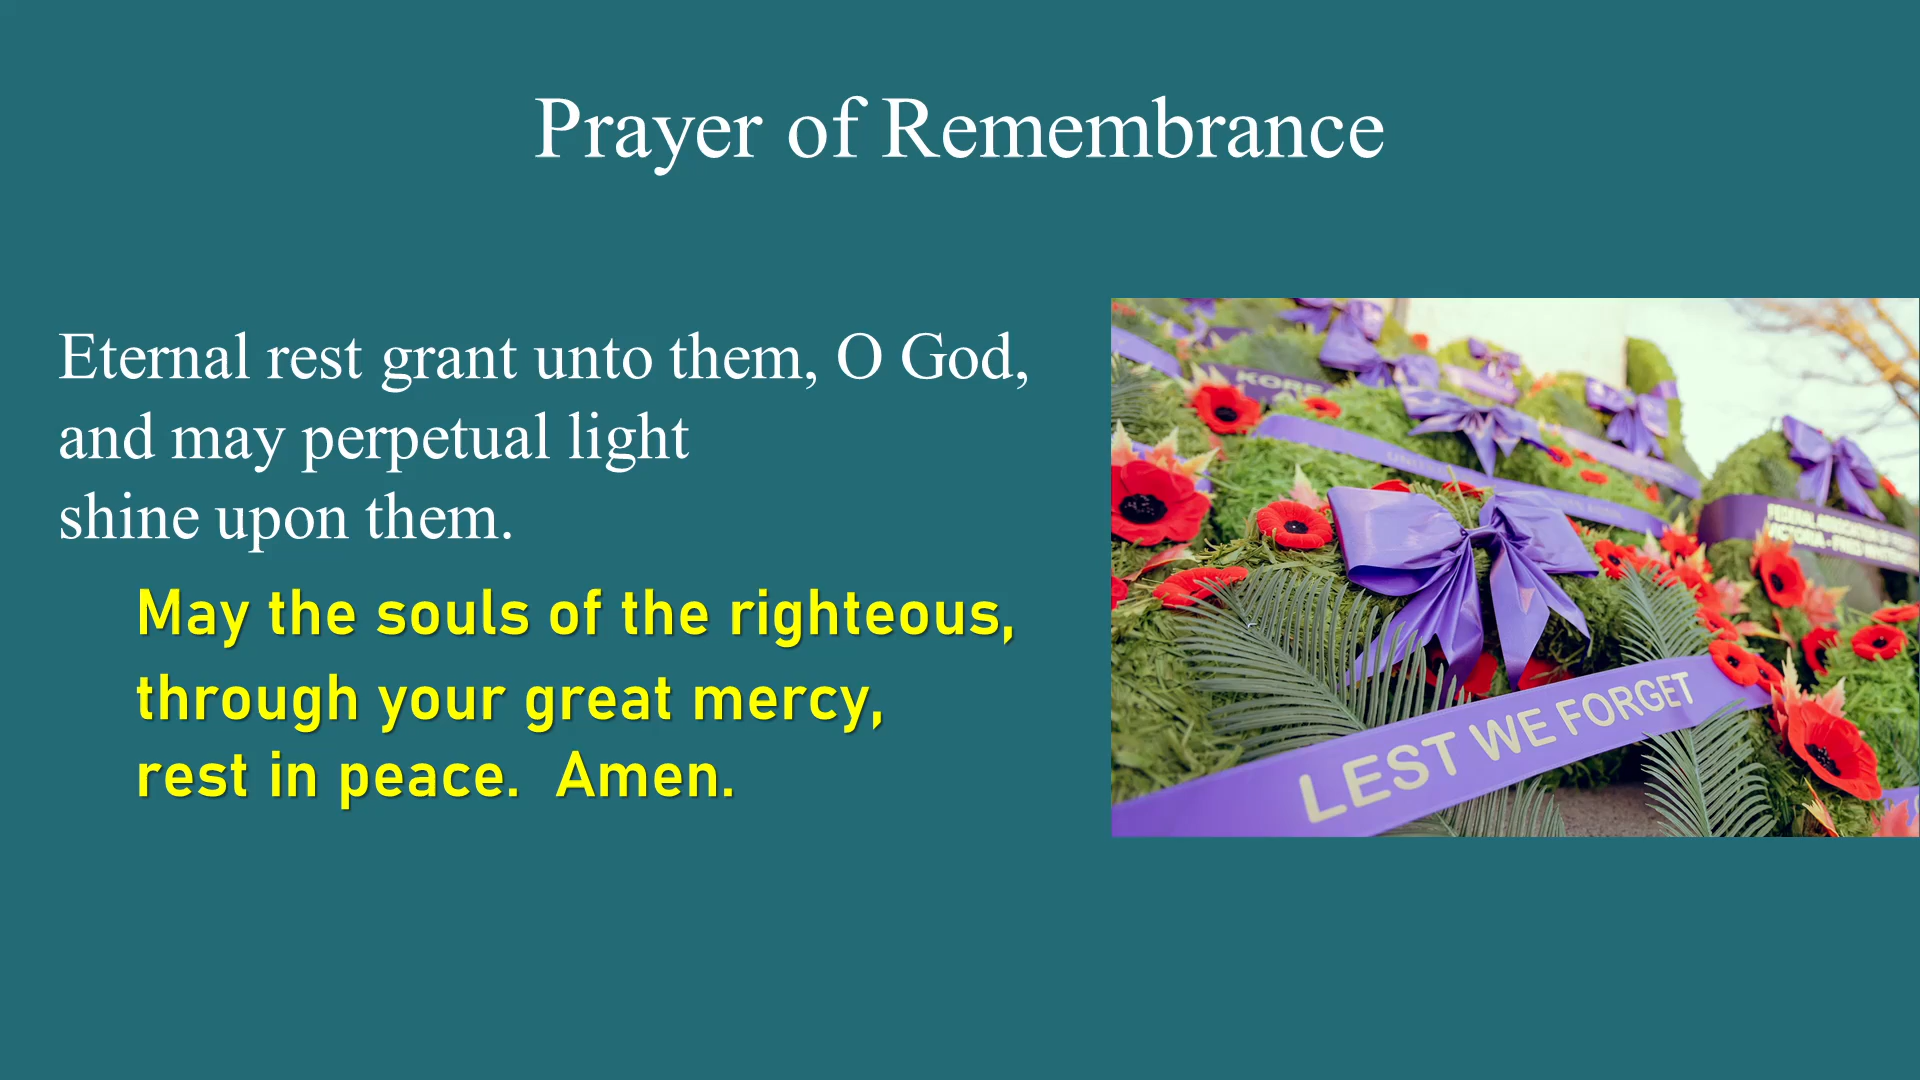 Prayer of Remembrance
Eternal rest grant unto them, O God,
and may perpetual light
shine upon them.
May the souls of the righteous,
through your great mercy,
rest in peace.  Amen.
LEST WE FORGET